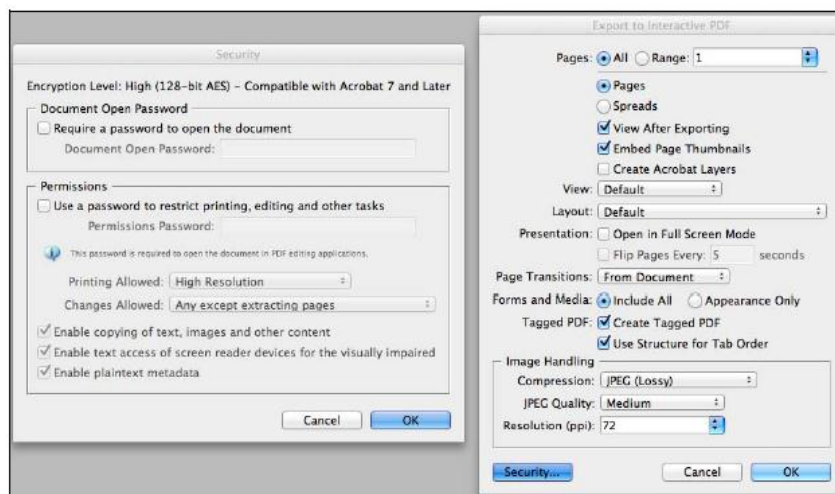 Security
Encryption Level: High (128-bit AES) – Compatible with Acrobat 7 and Later
Document Open Password
Require a password to open the document
Document Open Password:
Permissions
Use a password to restrict printing, editing and other tasks
Permissions Password:
This password is required to open the document in PDF editing applications.
Printing Allowed: High Resolution
Changes Allowed: Any except extracting pages
Enable copying of text, images and other content
Enable text access of screen reader devices for the visually impaired
Enable plaintext metadata
Cancel OK
Export to Interactive PDF
Pages: All Range: 1
Pages
Spreads
View After Exporting
Embed Page Thumbnails
Create Acrobat Layers
View: Default
Layout: Default
Presentation: Open in Full Screen Mode
Flip Pages Every: 5 seconds
Page Transitions: From Document
Forms and Media: Include All Appearance Only
Tagged PDF: Create Tagged PDF
Use Structure for Tab Order
Image Handling
Compression: JPEG (Lossy)
JPEG Quality: Medium
Resolution (ppi): 72
Security... Cancel OK